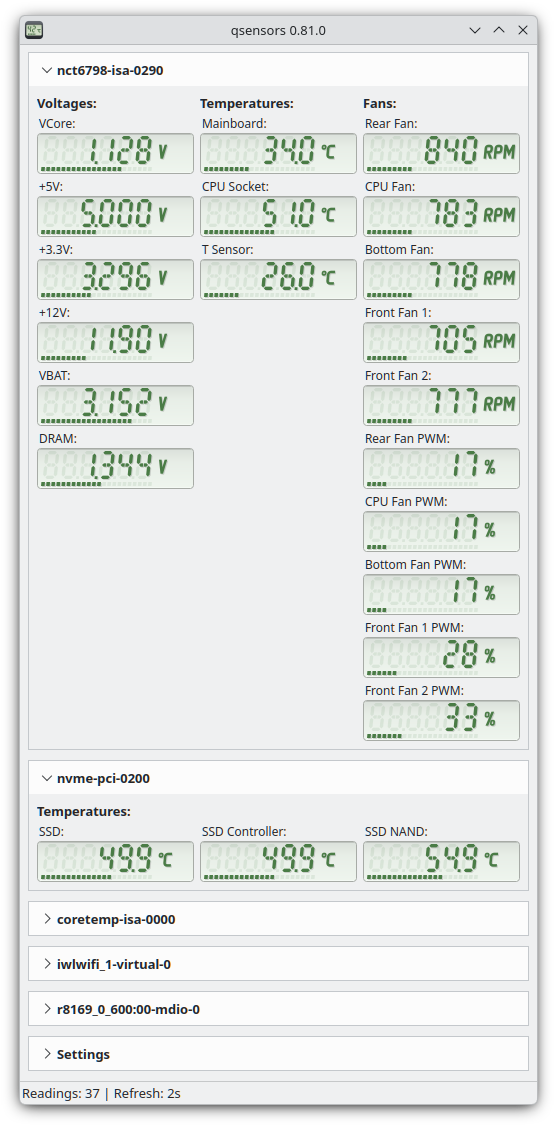 qsensors 0.81.0
nct6798-isa-0290
Voltages:
VCore:
1.128 V
+5V:
5.000 V
+3.3V:
3.296 V
+12V:
11.90 V
VBAT:
3.152 V
DRAM:
1.344 V
Temperatures:
Mainboard:
34.0 °C
CPU Socket:
51.0 °C
T Sensor:
26.0 °C
Fans:
Rear Fan:
840 RPM
CPU Fan:
783 RPM
Bottom Fan:
778 RPM
Front Fan 1:
705 RPM
Front Fan 2:
777 RPM
Rear Fan PWM:
17 %
CPU Fan PWM:
17 %
Bottom Fan PWM:
17 %
Front Fan 1 PWM:
28 %
Front Fan 2 PWM:
33 %
nvme-pci-0200
Temperatures:
SSD:
49.9 °C
SSD Controller:
49.9 °C
SSD NAND:
54.9 °C
coretemp-isa-0000
iwlwifi_1-virtual-0
r8169_0_600:00-mdio-0
Settings
Readings: 37 | Refresh: 2s